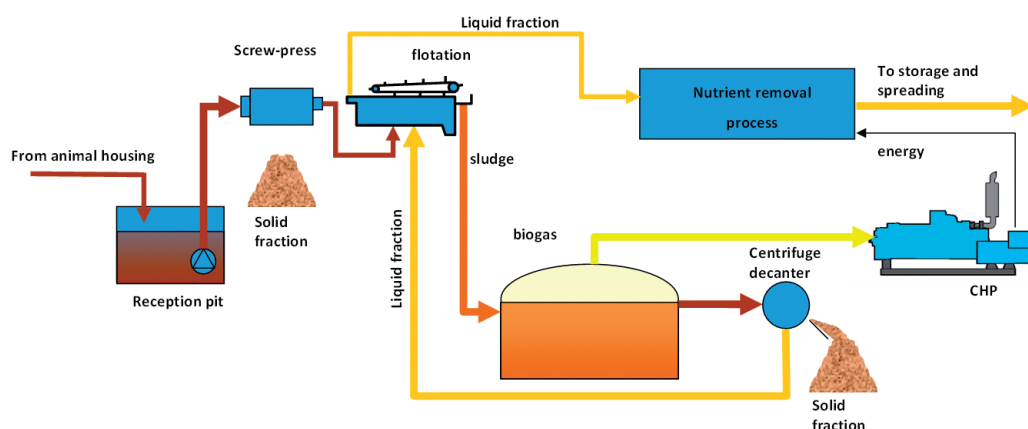 Liquid fraction
Screw-press
flotation
To storage and
spreading
Nutrient removal
process
From animal housing
sludge
energy
Solid
fraction
Liquid fraction
biogas
Centrifuge
decanter
Reception pit
CHP
Solid
fraction